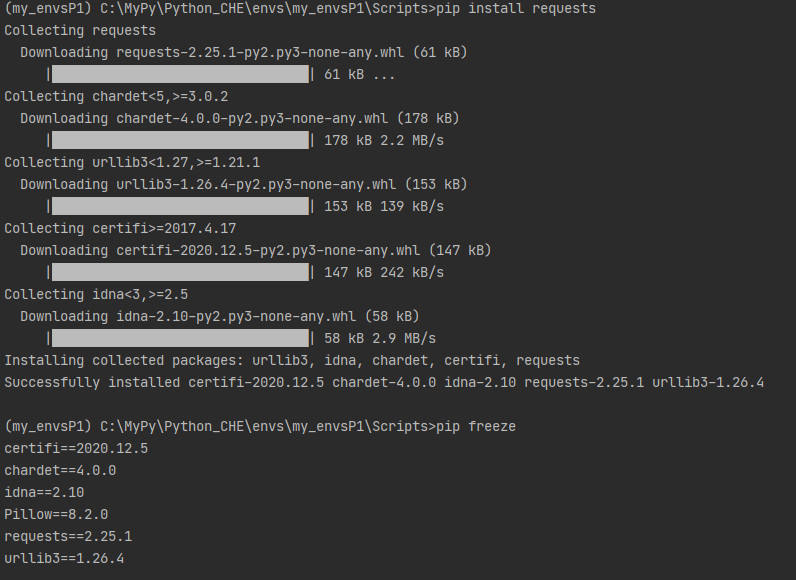 (my_envsP1) C:\MyPy\Python_CHE\envs\my_envsP1\Scripts>pip install requests
Collecting requests
  Downloading requests-2.25.1-py2.py3-none-any.whl (61 kB)
     |████████████████████████████████| 61 kB ...
Collecting chardet<5,>=3.0.2
  Downloading chardet-4.0.0-py2.py3-none-any.whl (178 kB)
     |████████████████████████████████| 178 kB 2.2 MB/s
Collecting urllib3<1.27,>=1.21.1
  Downloading urllib3-1.26.4-py2.py3-none-any.whl (153 kB)
     |████████████████████████████████| 153 kB 139 kB/s
Collecting certifi>=2017.4.17
  Downloading certifi-2020.12.5-py2.py3-none-any.whl (147 kB)
     |████████████████████████████████| 147 kB 242 kB/s
Collecting idna<3,>=2.5
  Downloading idna-2.10-py2.py3-none-any.whl (58 kB)
     |████████████████████████████████| 58 kB 2.9 MB/s
Installing collected packages: urllib3, idna, chardet, certifi, requests
Successfully installed certifi-2020.12.5 chardet-4.0.0 idna-2.10 requests-2.25.1 urllib3-1.26.4
(my_envsP1) C:\MyPy\Python_CHE\envs\my_envsP1\Scripts>pip freeze
certifi==2020.12.5
chardet==4.0.0
idna==2.10
Pillow==8.2.0
requests==2.25.1
urllib3==1.26.4